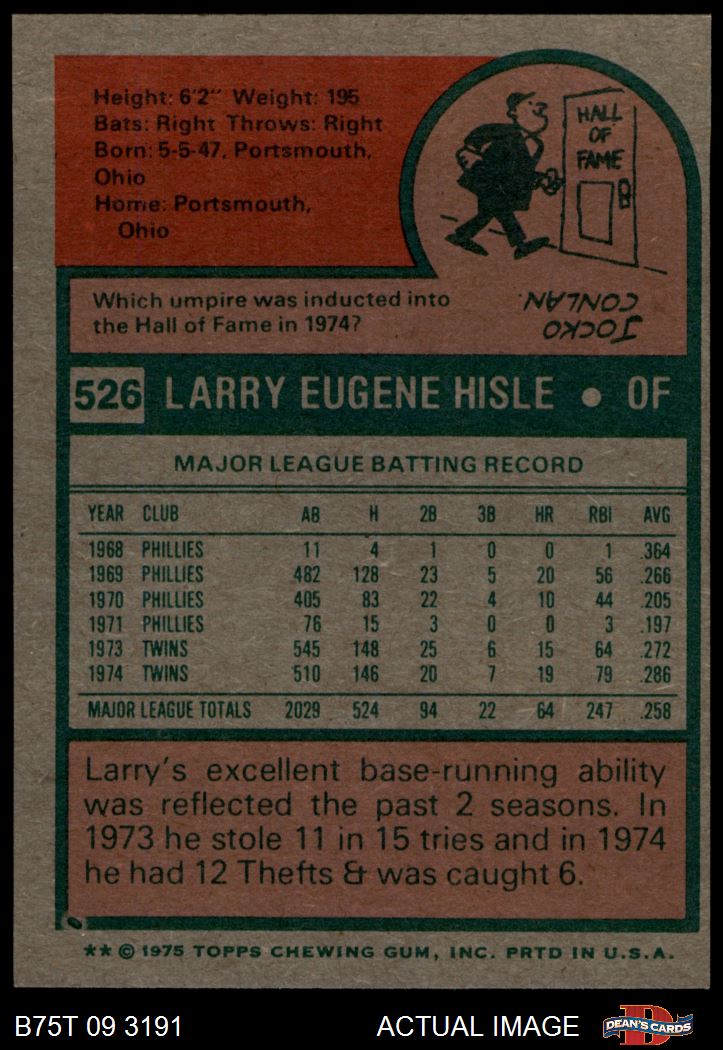 Height: 6'2" Weight: 195
Bats: Right Throws: Right
Born: 5-5-47, Portsmouth,
Ohio
Home: Portsmouth,
Ohio
HALL
OF
FAME
Which umpire was inducted into
the Hall of Fame in 1974?
JOCKO
CONLAN
526 LARRY EUGENE HISLE • OF
MAJOR LEAGUE BATTING RECORD
YEAR CLUB AB H 2B 3B HR RBI AVG
1968 PHILLIES 11 4 1 0 0 1 .364
1969 PHILLIES 482 128 23 5 20 56 .266
1970 PHILLIES 405 83 22 4 10 44 .205
1971 PHILLIES 76 15 3 0 0 3 .197
1973 TWINS 545 148 25 6 15 64 .272
1974 TWINS 510 146 20 7 19 79 .286
MAJOR LEAGUE TOTALS 2029 524 94 22 64 247 .258
Larry's excellent base-running ability
was reflected the past 2 seasons. In
1973 he stole 11 in 15 tries and in 1974
he had 12 Thefts & was caught 6.
** © 1975 TOPPS CHEWING GUM, INC. PRTD IN U.S.A.
B75T 09 3191 ACTUAL IMAGE
D
DEAN'S CARDS